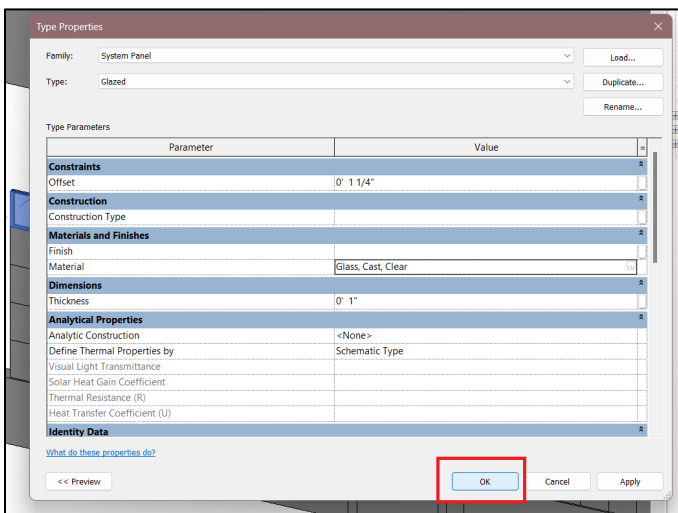 Type Properties
Family: System Panel Load...
Type: Glazed Duplicate...
Rename...
Type Parameters
Parameter Value =
Constraints
Offset 0' 1 1/4"
Construction
Construction Type
Materials and Finishes
Finish
Material Glass, Cast, Clear
Dimensions
Thickness 0' 1"
Analytical Properties
Analytic Construction <None>
Define Thermal Properties by Schematic Type
Visual Light Transmittance
Solar Heat Gain Coefficient
Thermal Resistance (R)
Heat Transfer Coefficient (U)
Identity Data
What do these properties do?
<< Preview OK Cancel Apply